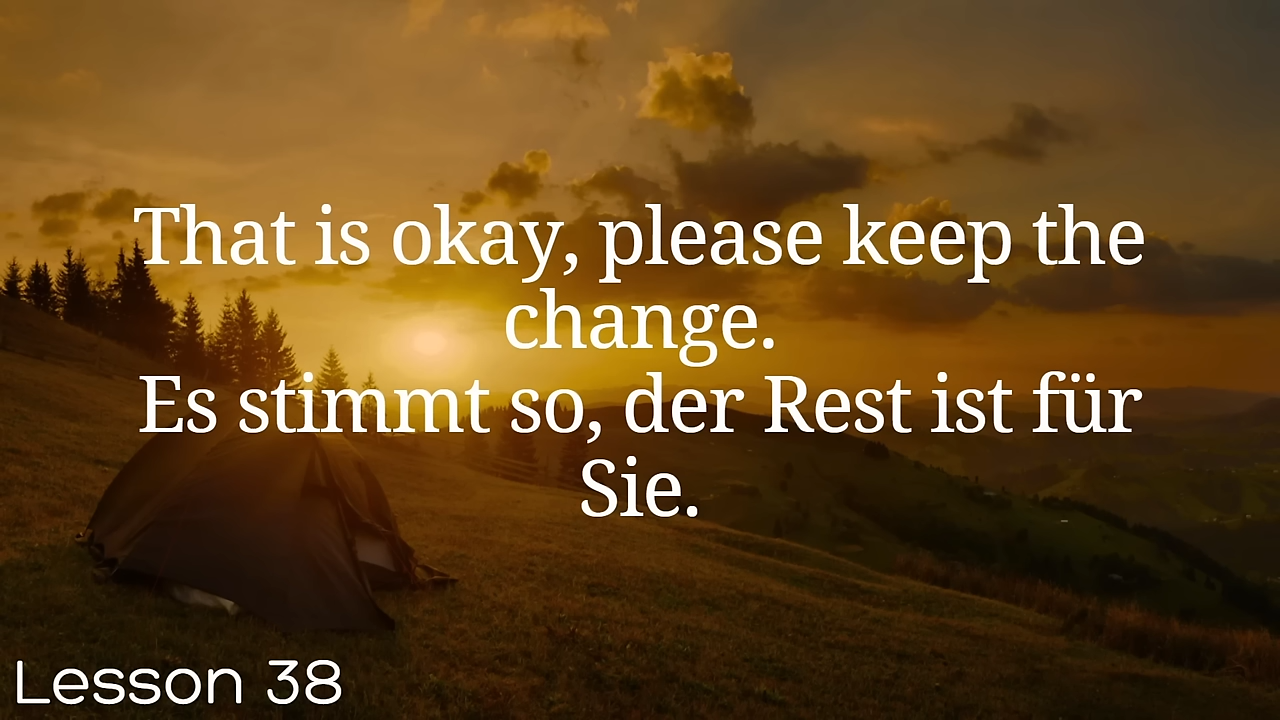 That is okay, please keep the
change.
Es stimmt so, der Rest ist für
Sie.
Lesson 38